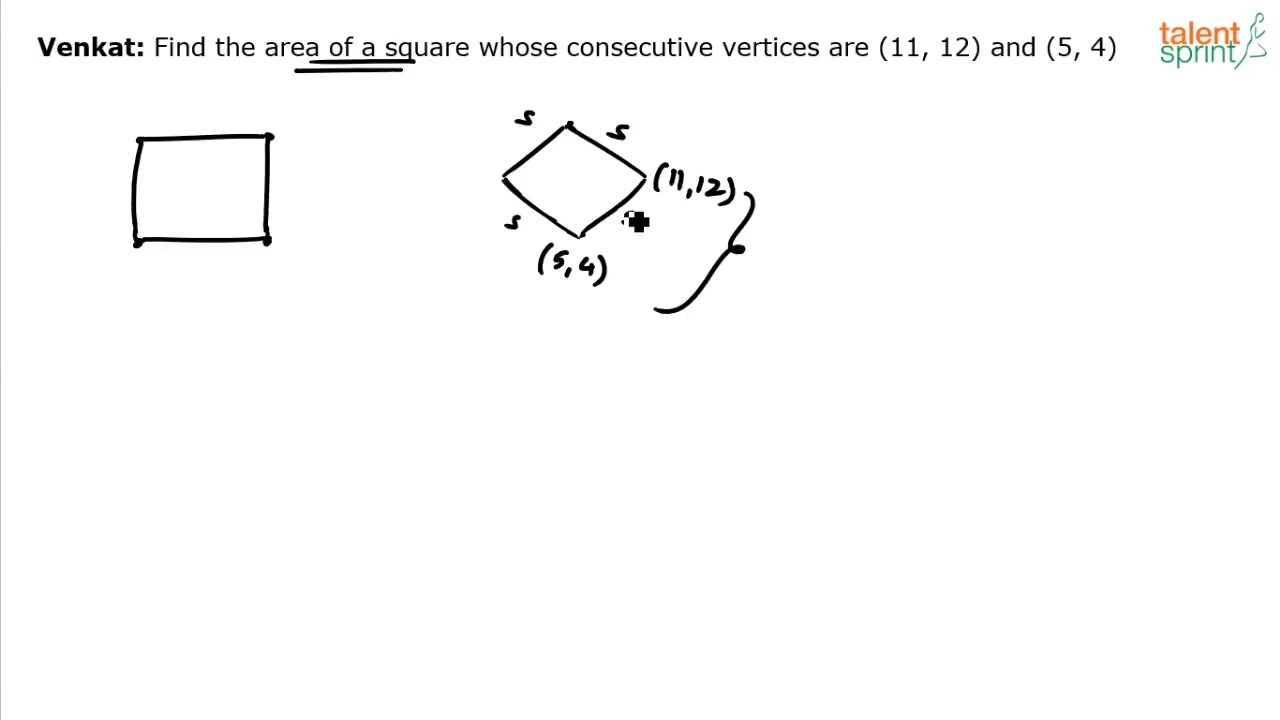 Venkat: Find the area of a square whose consecutive vertices are (11, 12) and (5, 4)
talent
sprint
s
s
(11,12)
s
(5,4)